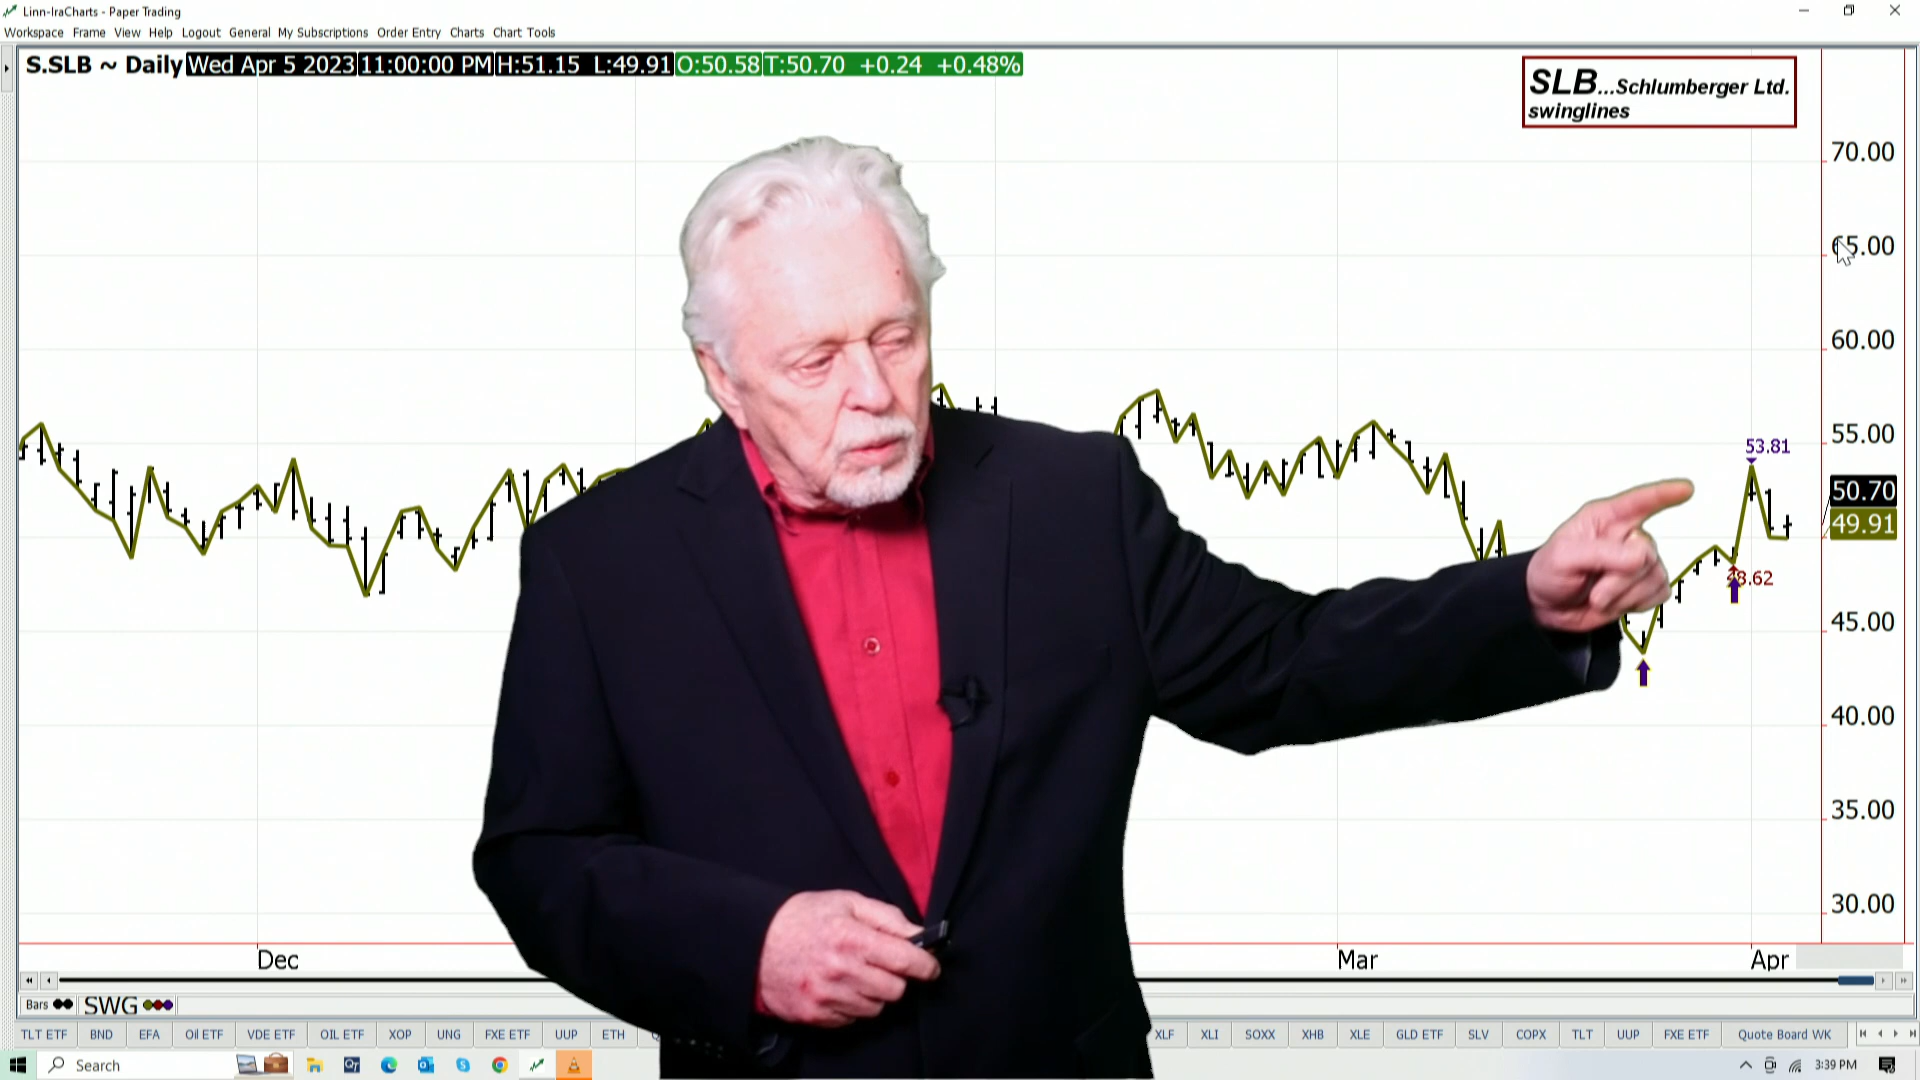 Linn-IraCharts - Paper Trading
Workspace Frame View Help Logout General My Subscriptions Order Entry Charts Chart Tools
S.SLB ~ Daily Wed Apr 5 2023 11:00:00 PM H:51.15 L:49.91 O:50.58 T:50.70 +0.24 +0.48%
SLB...Schlumberger Ltd.
swinglines
70.00
65.00
60.00
55.00
53.81
50.70
49.91
48.62
45.00
40.00
35.00
30.00
Dec Mar Apr
Bars SWG
TLT ETF BND EFA Oil ETF VDE ETF OIL ETF XOP UNG FXE ETF UUP ETH XLF XLI SOXX XHB XLE GLD ETF SLV COPX TLT UUP FXE ETF Quote Board WK
Search 3:39 PM